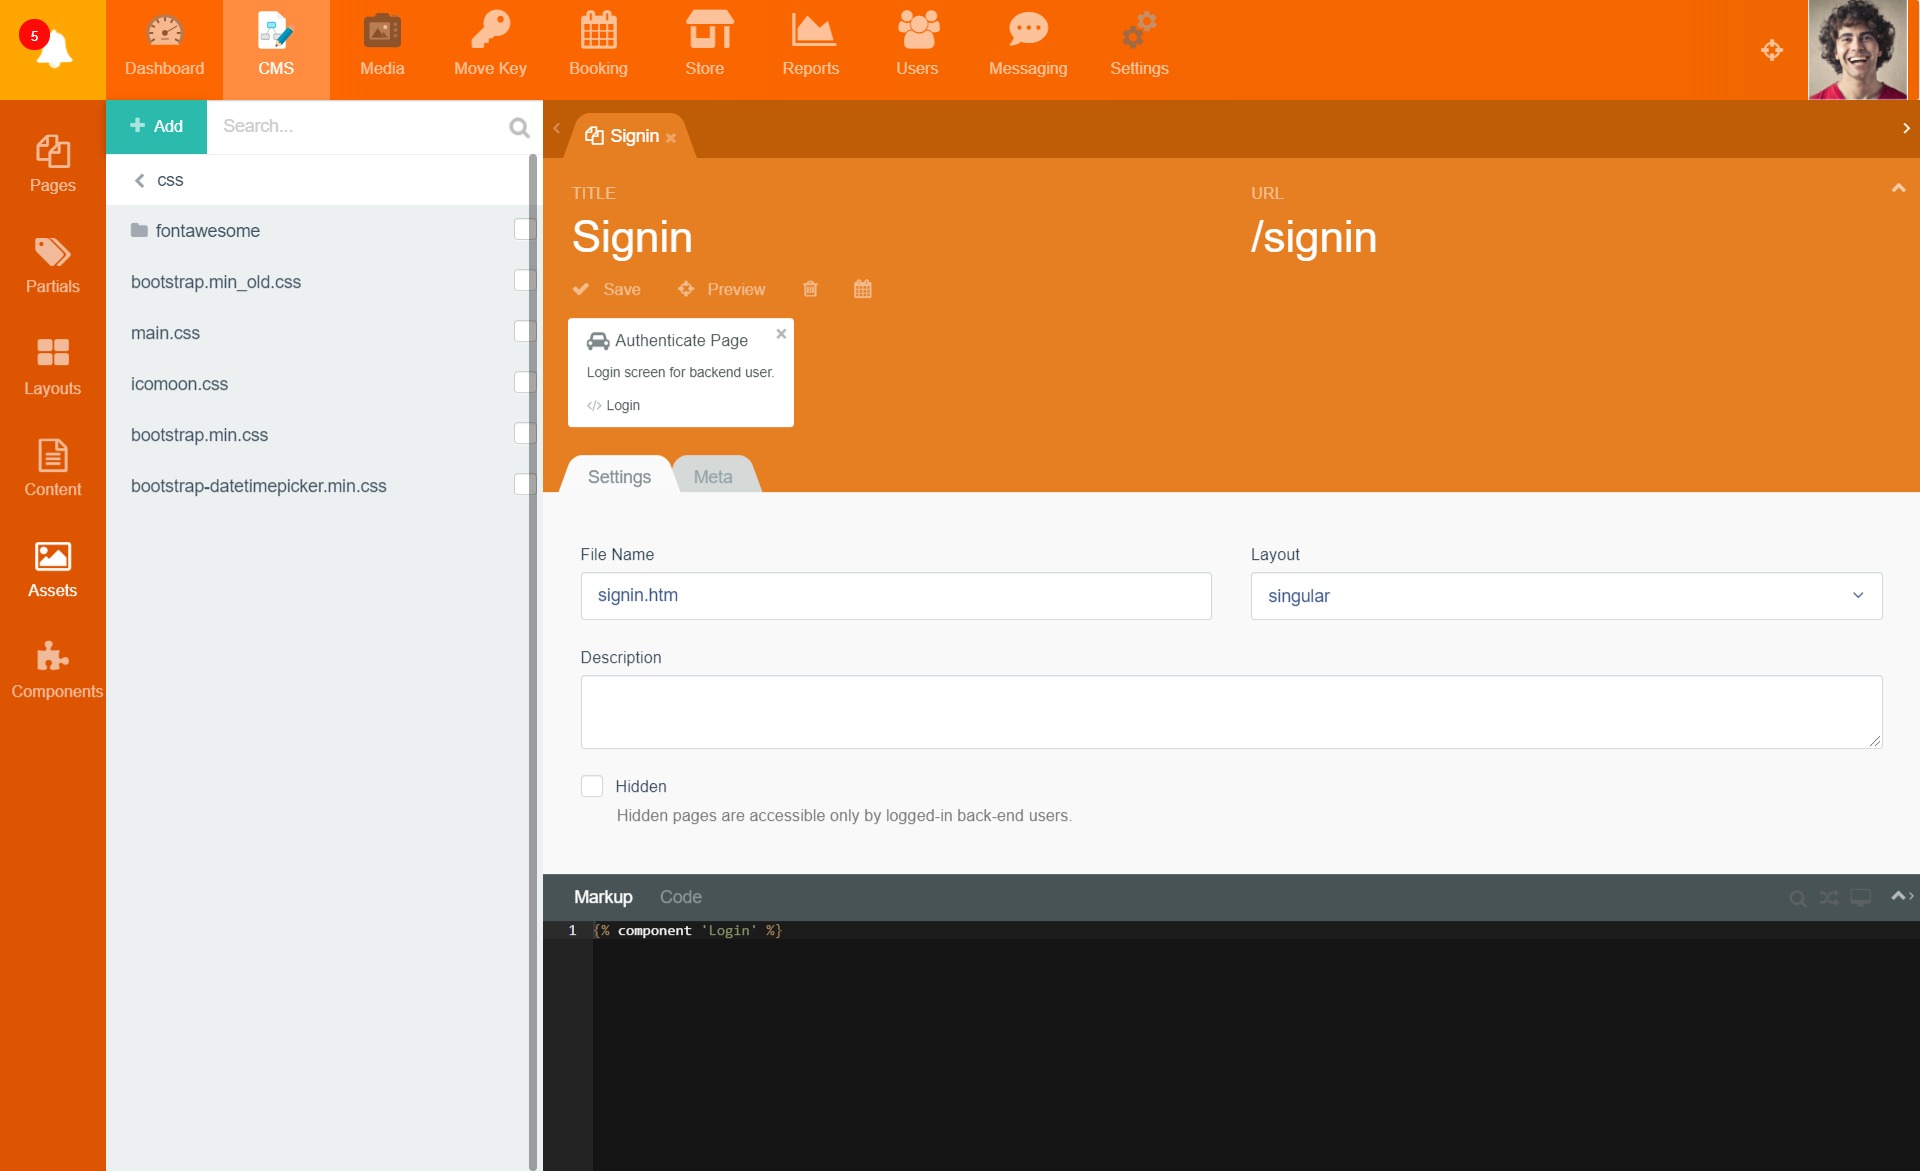 5
Dashboard
CMS
Media
Move Key
Booking
Store
Reports
Users
Messaging
Settings
Pages
Partials
Layouts
Content
Assets
Components
Add
Search...
css
fontawesome
bootstrap.min_old.css
main.css
icomoon.css
bootstrap.min.css
bootstrap-datetimepicker.min.css
Signin
TITLE
Signin
URL
/signin
Save
Preview
Authenticate Page
Login screen for backend user.
</> Login
Settings
Meta
File Name
signin.htm
Layout
singular
Description
Hidden
Hidden pages are accessible only by logged-in back-end users.
Markup
Code
1 {% component 'Login' %}